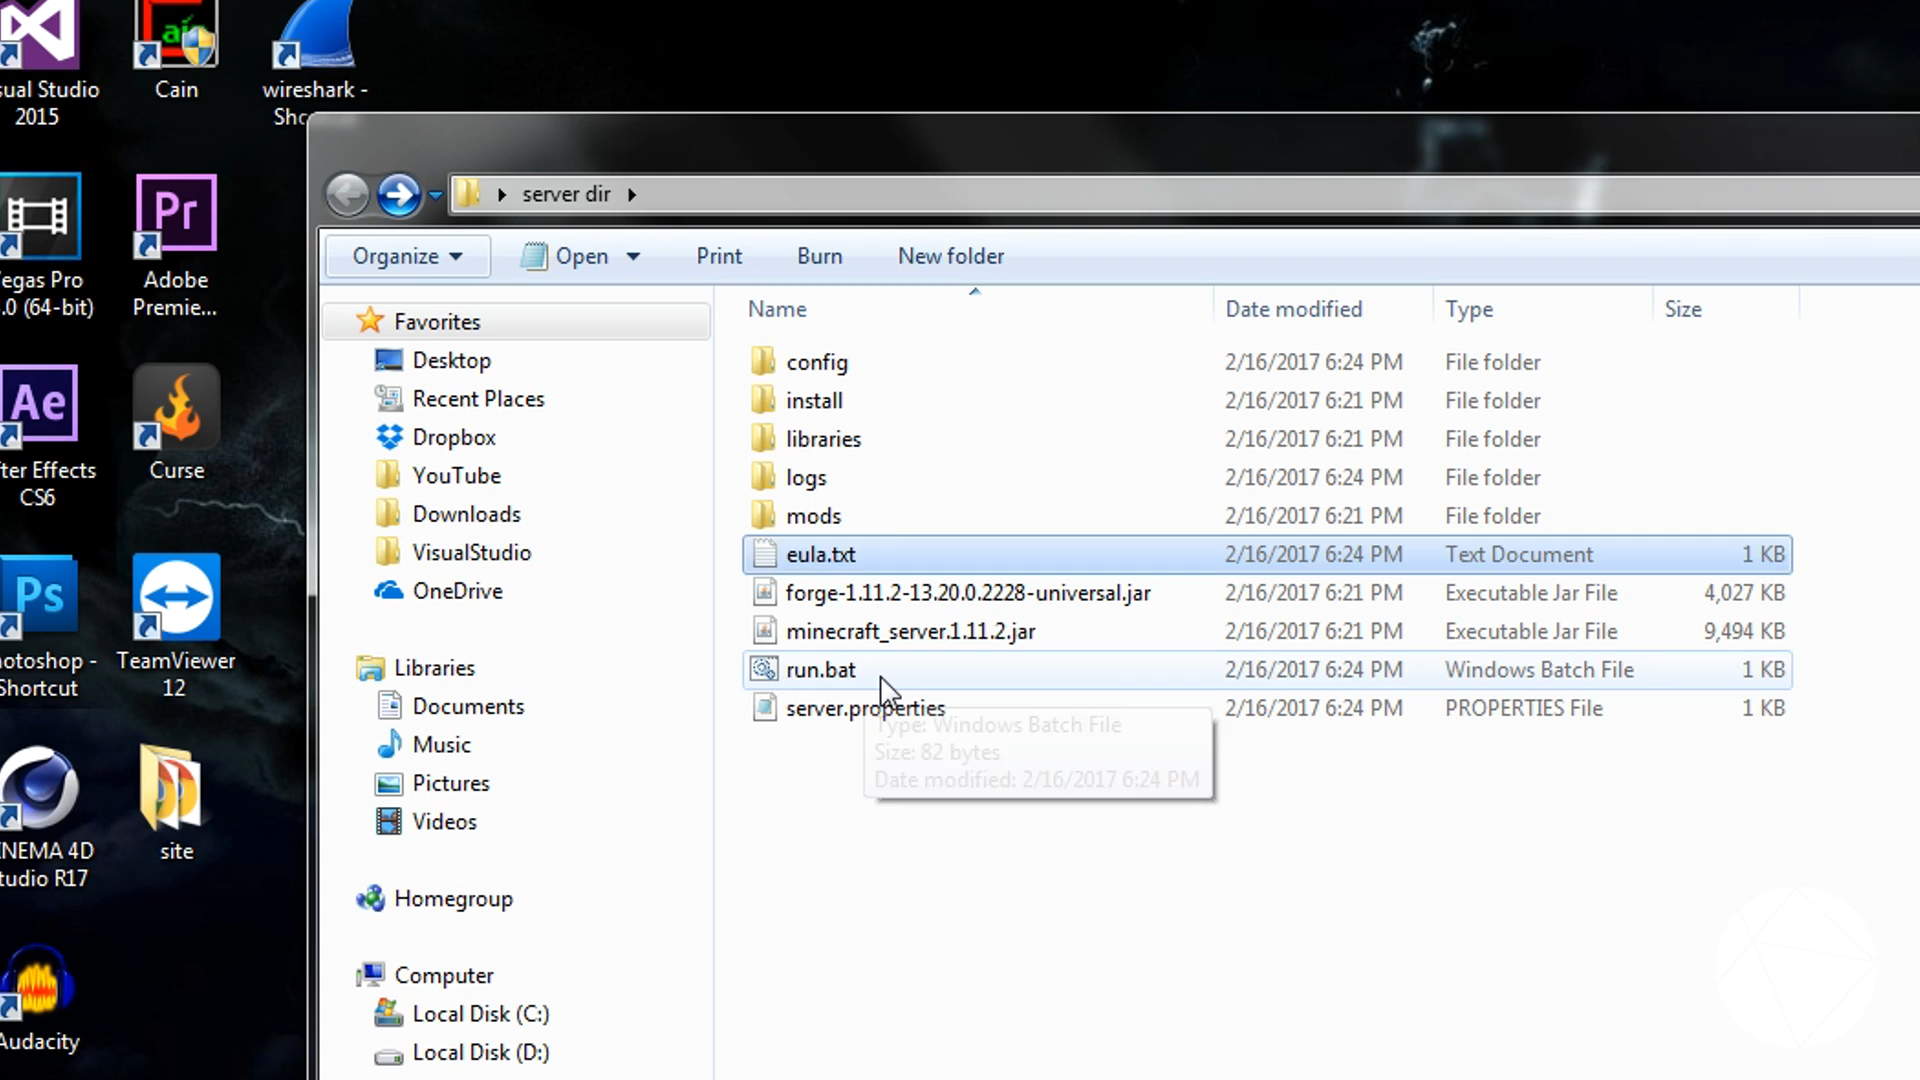 sual Studio
2015
Cain
wireshark -
Sho
egas Pro
.0 (64-bit)
Pr
Adobe
Premie...
Ae
ter Effects
CS6
Curse
Ps
otoshop -
Shortcut
TeamViewer
12
INEMA 4D
tudio R17
site
Audacity
server dir
Organize
Open
Print
Burn
New folder
Favorites
Desktop
Recent Places
Dropbox
YouTube
Downloads
VisualStudio
OneDrive
Libraries
Documents
Music
Pictures
Videos
Homegroup
Computer
Local Disk (C:)
Local Disk (D:)
Name Date modified Type Size
config 2/16/2017 6:24 PM File folder
install 2/16/2017 6:21 PM File folder
libraries 2/16/2017 6:21 PM File folder
logs 2/16/2017 6:24 PM File folder
mods 2/16/2017 6:21 PM File folder
eula.txt 2/16/2017 6:24 PM Text Document 1 KB
forge-1.11.2-13.20.0.2228-universal.jar 2/16/2017 6:21 PM Executable Jar File 4,027 KB
minecraft_server.1.11.2.jar 2/16/2017 6:21 PM Executable Jar File 9,494 KB
run.bat 2/16/2017 6:24 PM Windows Batch File 1 KB
server.properties 2/16/2017 6:24 PM PROPERTIES File 1 KB
Type: Windows Batch File
Size: 82 bytes
Date modified: 2/16/2017 6:24 PM